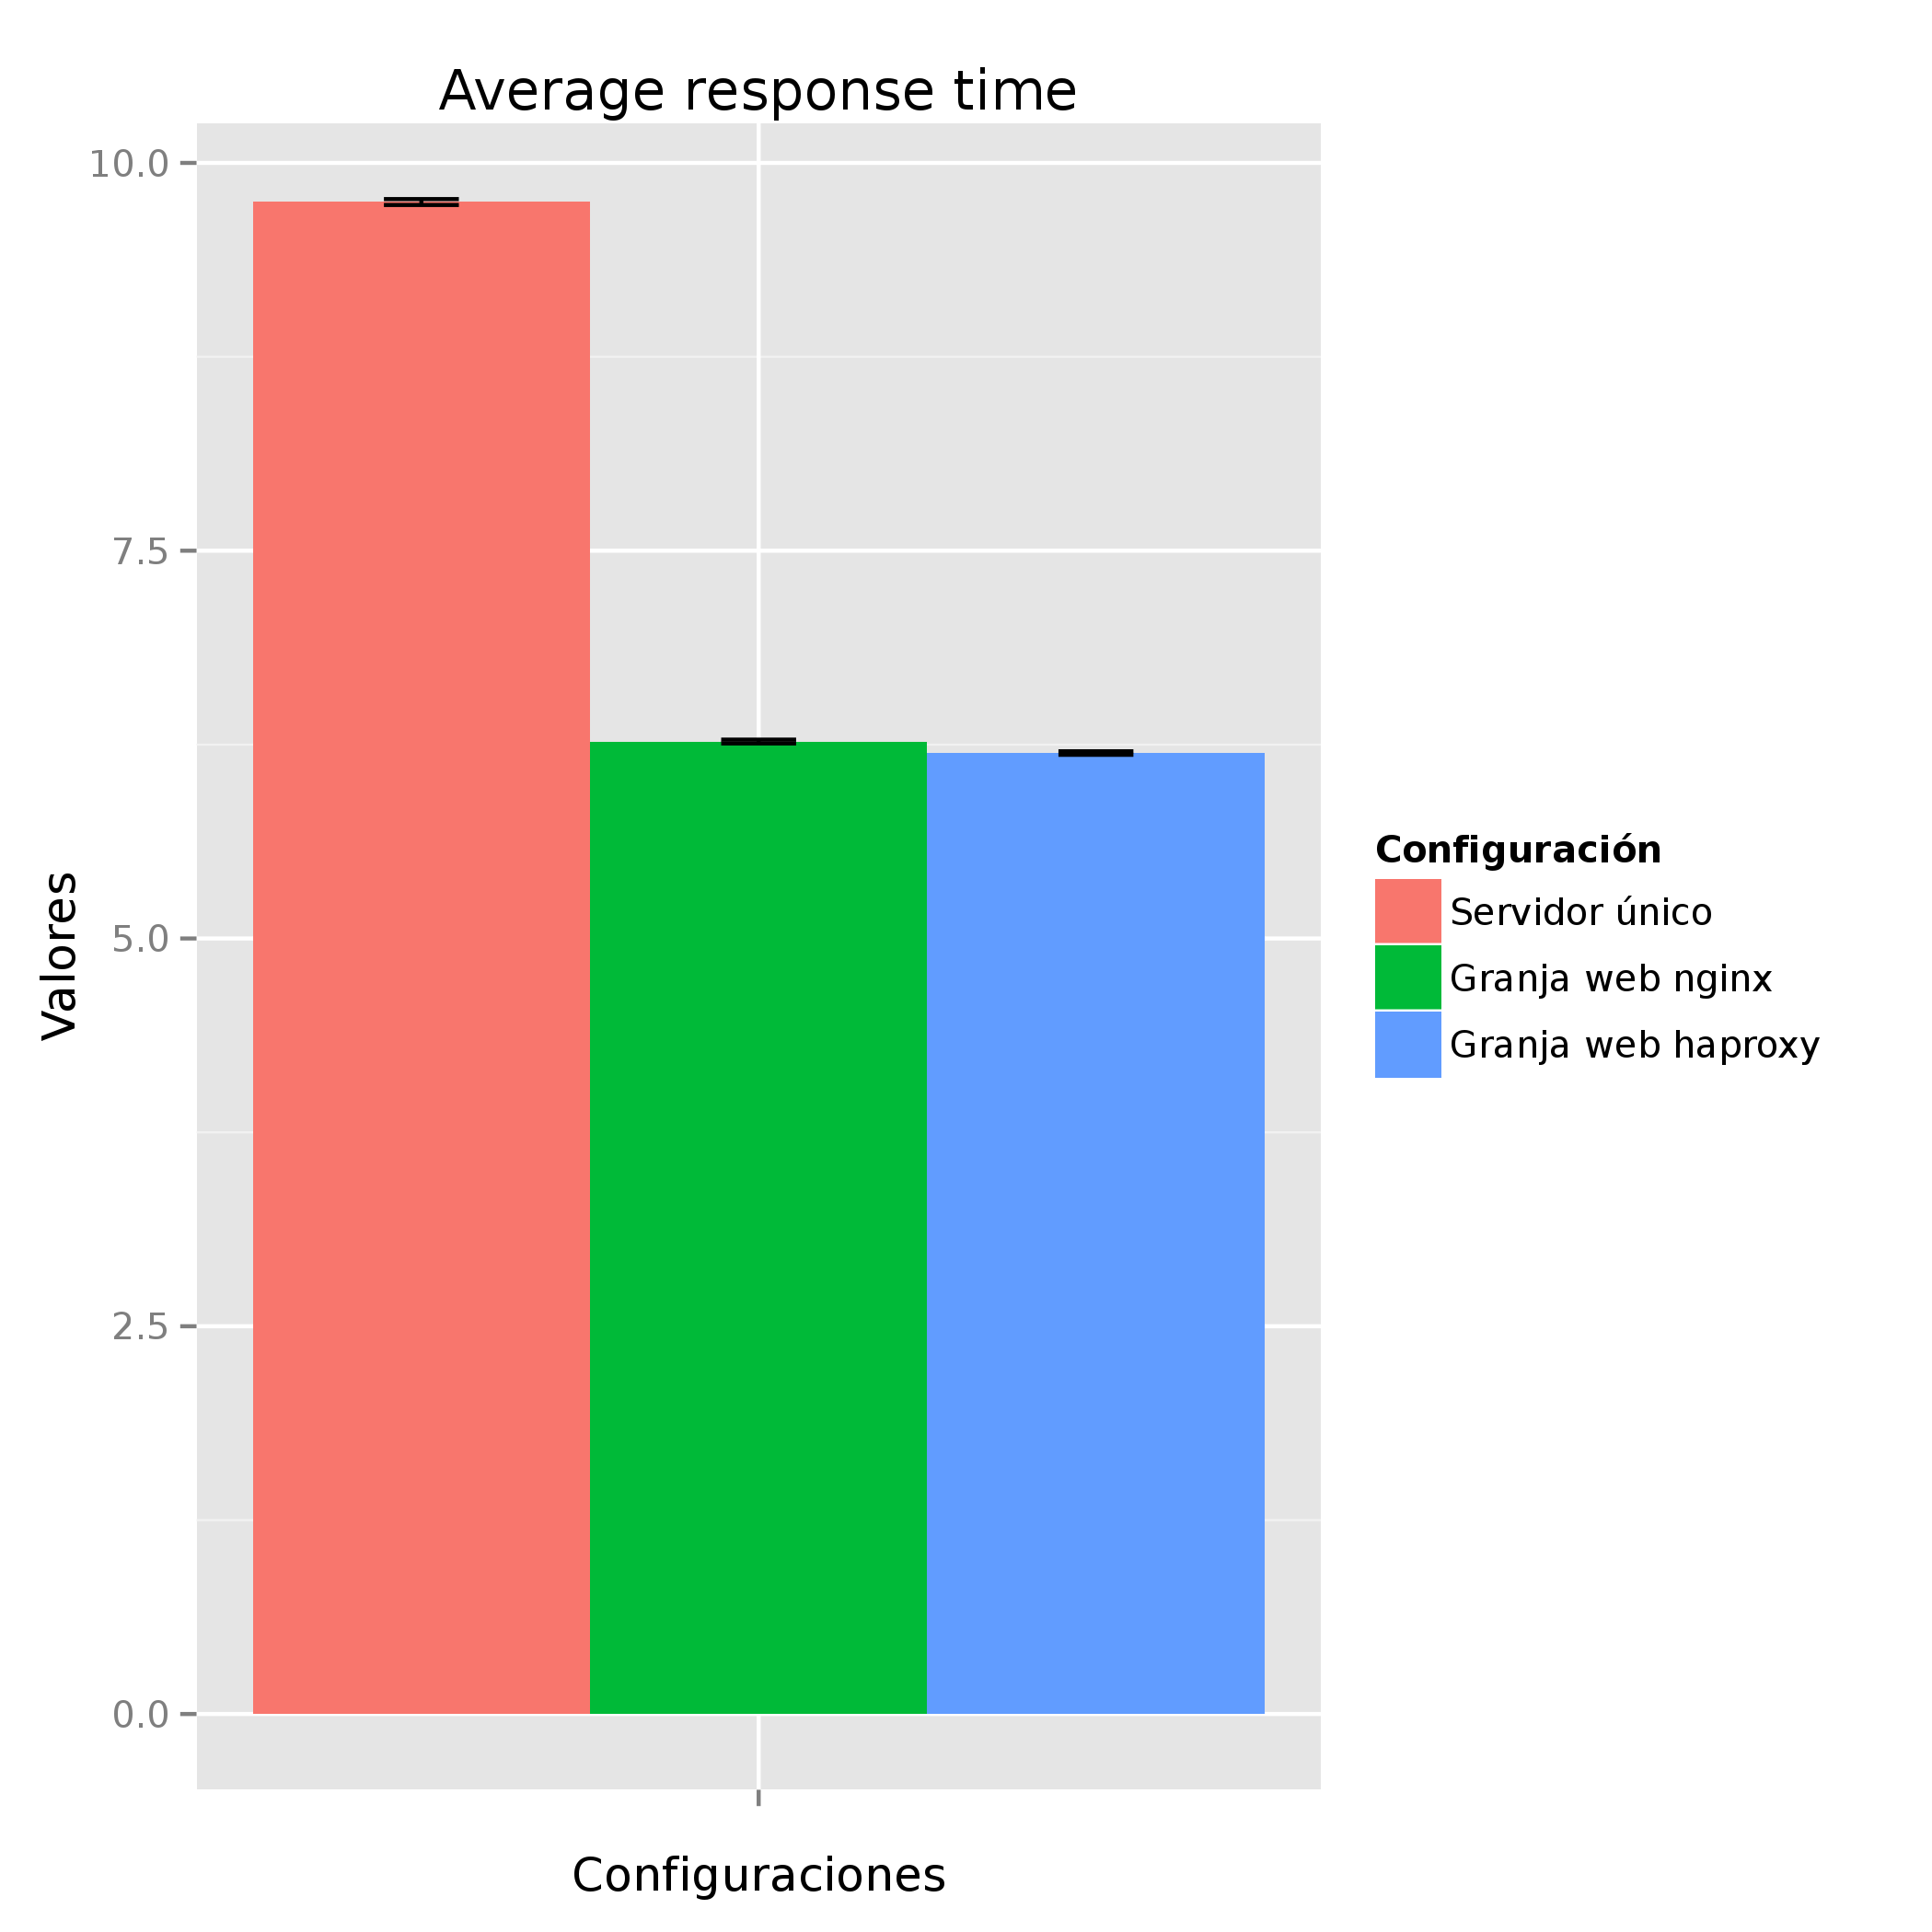 Average response time
10.0
7.5
5.0
2.5
0.0
Valores
Configuraciones
Configuración
Servidor único
Granja web nginx
Granja web haproxy